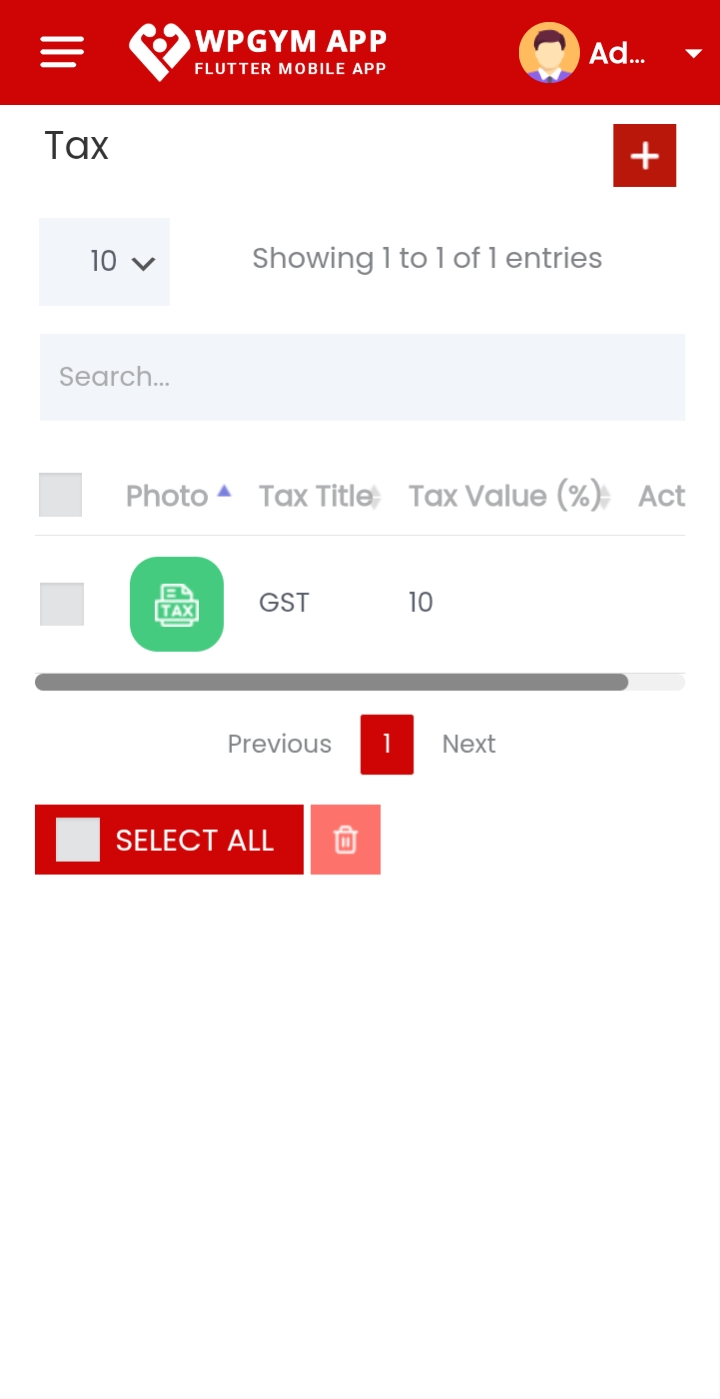 WPGYM APP
FLUTTER MOBILE APP
Ad...
Tax
10
Showing 1 to 1 of 1 entries
Search...
Photo Tax Title Tax Value (%) Act
TAX GST 10
Previous 1 Next
SELECT ALL